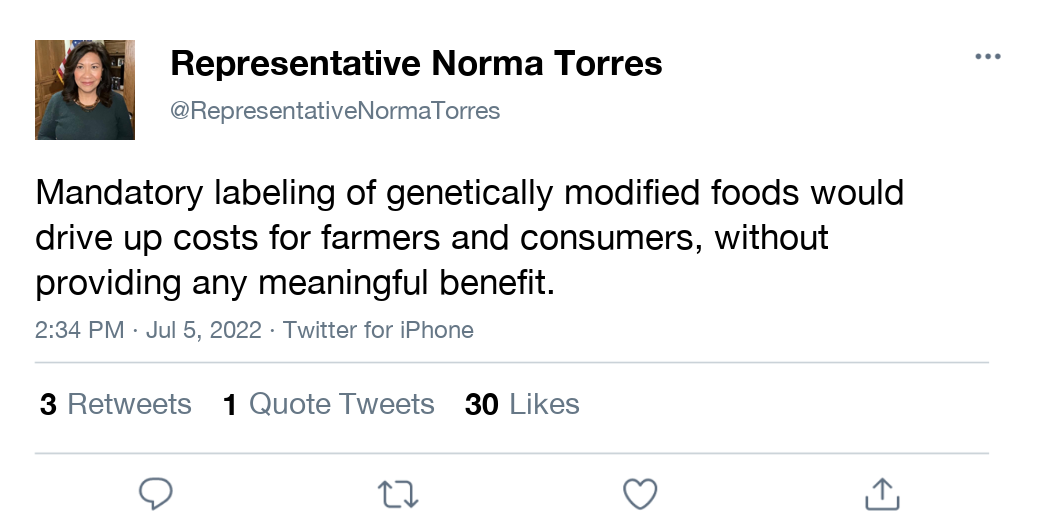 Representative Norma Torres
@RepresentativeNormaTorres
Mandatory labeling of genetically modified foods would
drive up costs for farmers and consumers, without
providing any meaningful benefit.
2:34 PM · Jul 5, 2022 · Twitter for iPhone
3 Retweets 1 Quote Tweets 30 Likes